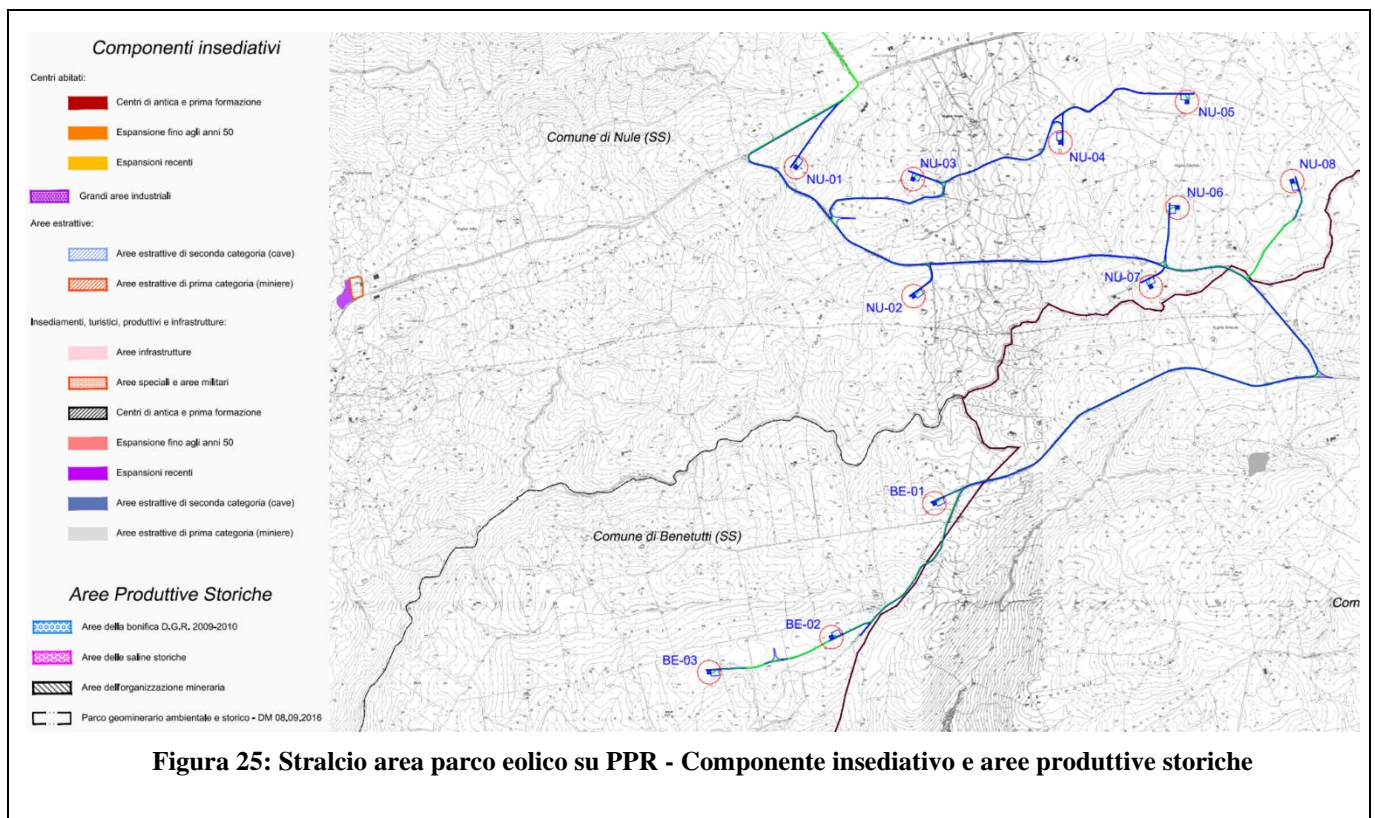 Componenti insediativi
Centri abitati:
Centri di antica e prima formazione
Espansione fino agli anni 50
Espansioni recenti
Grandi aree industriali
Aree estrattive:
Aree estrattive di seconda categoria (cave)
Aree estrattive di prima categoria (miniere)
Insediamenti, turistici, produttivi e infrastrutture:
Aree infrastrutture
Aree speciali e aree militari
Centri di antica e prima formazione
Espansione fino agli anni 50
Espansioni recenti
Aree estrattive di seconda categoria (cave)
Aree estrattive di prima categoria (miniere)
Aree Produttive Storiche
Aree della bonifica D.G.R. 2009-2010
Aree delle saline storiche
Aree dell'organizzazione mineraria
Parco geominerario ambientale e storico - DM 08,09,2016
Comune di Nule (SS)
NU-01
NU-03
NU-04
NU-05
NU-08
NU-06
NU-07
NU-02
BE-01
Comune di Benetutti (SS)
BE-02
BE-03
Com
Figura 25: Stralcio area parco eolico su PPR - Componente insediativo e aree produttive storiche